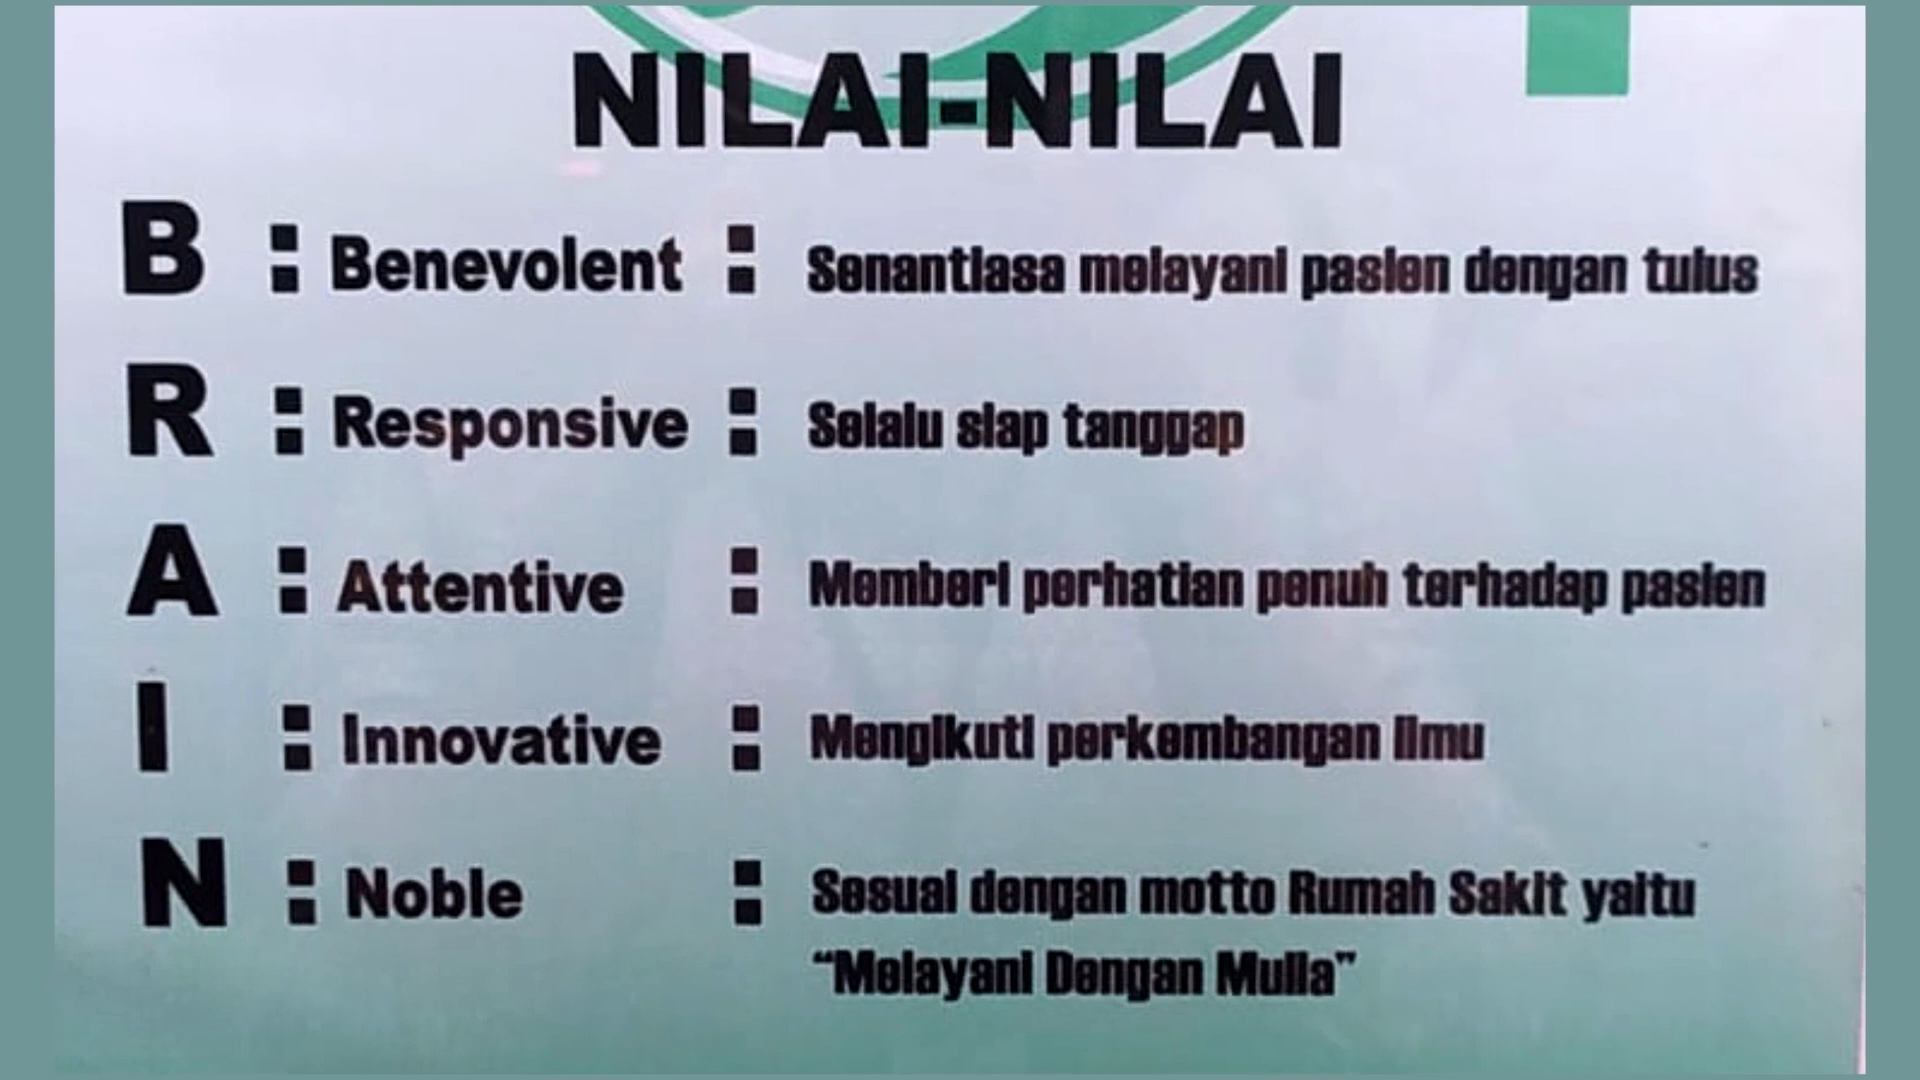 NILAI-NILAI
B : Benevolent : Senantiasa melayani pasien dengan tulus
R : Responsive : Selalu siap tanggap
A : Attentive : Memberi perhatian penuh terhadap pasien
I : Innovative : Mengikuti perkembangan ilmu
N : Noble : Sesuai dengan motto Rumah Sakit yaitu
“Melayani Dengan Mulia”